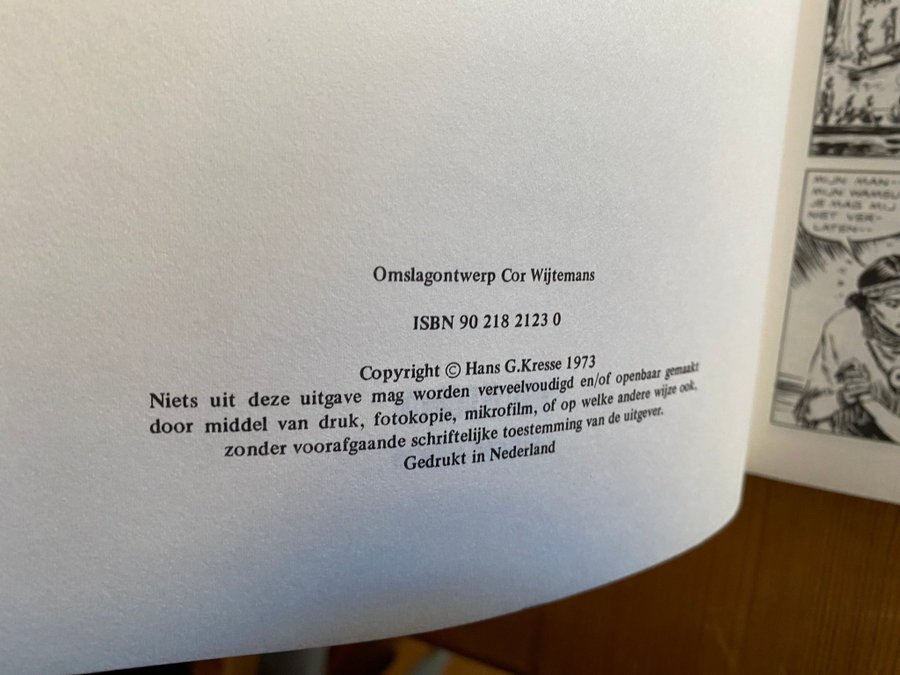 Omslagontwerp Cor Wijtemans
ISBN 90 218 2123 0
Copyright © Hans G.Kresse 1973
Niets uit deze uitgave mag worden verveelvoudigd en/of openbaar gemaakt
door middel van druk, fotokopie, mikrofilm, of op welke andere wijze ook,
zonder voorafgaande schriftelijke toestemming van de uitgever.
Gedrukt in Nederland
MIJN MAN--
MIJN
JE MAG MIJ
NIET VER-
LATEN--